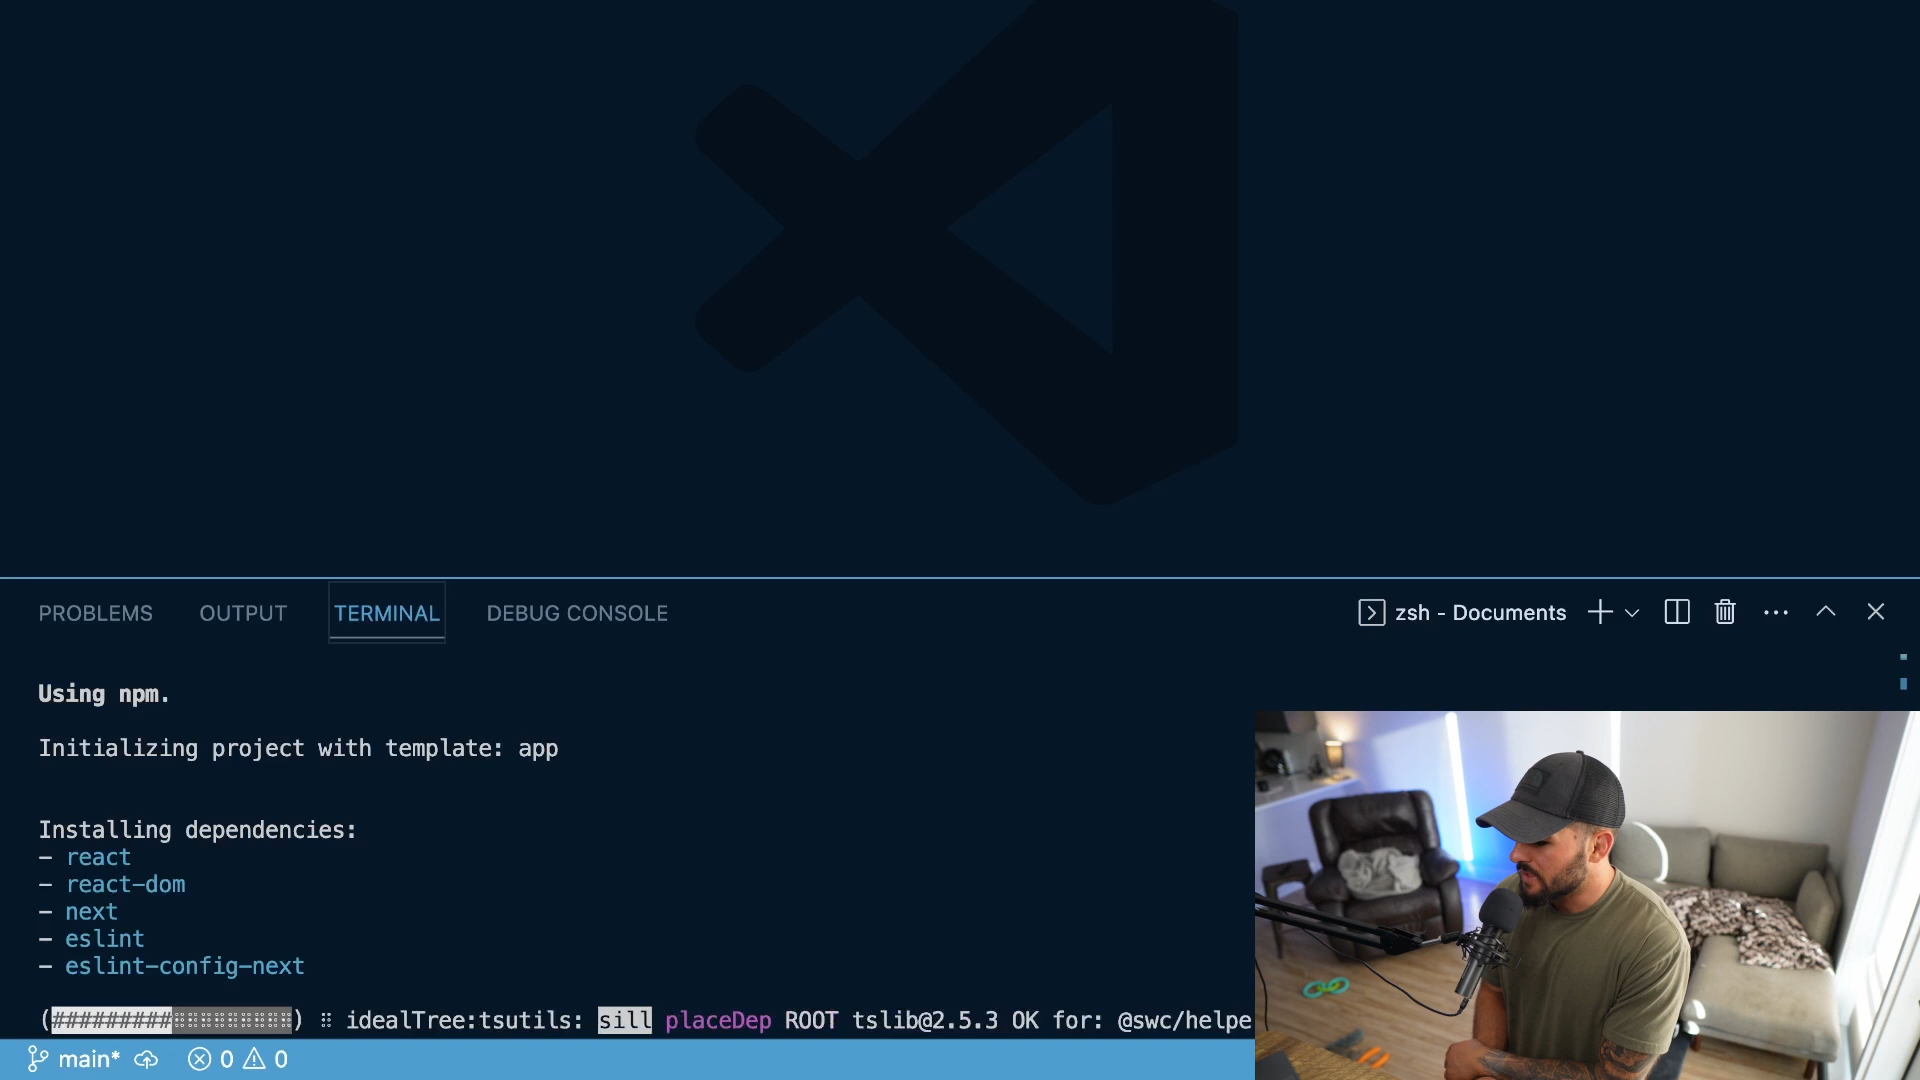 PROBLEMS OUTPUT TERMINAL DEBUG CONSOLE zsh - Documents
Using npm.
Initializing project with template: app
Installing dependencies:
- react
- react-dom
- next
- eslint
- eslint-config-next
(#########⠂⠂⠂⠂⠂⠂⠂⠂⠂) ⠿ idealTree:tsutils: sill placeDep ROOT tslib@2.5.3 OK for: @swc/helpe
main* 0 0